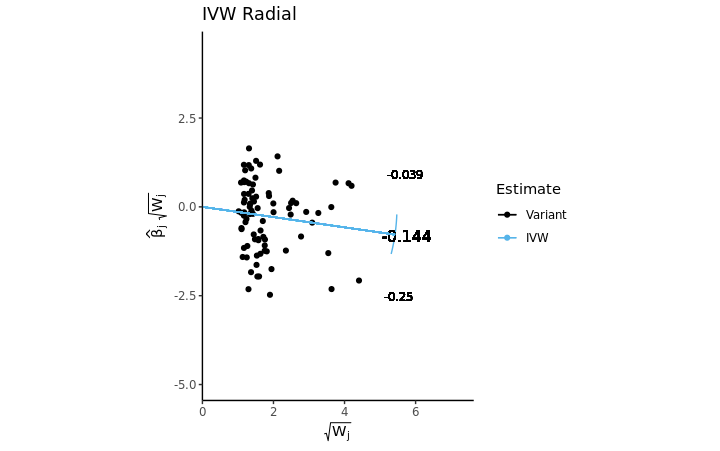 IVW Radial
2.5
0.0
-2.5
-5.0
β̂j √Wj
0
2
4
6
√Wj
-0.039
-0.144
-0.25
Estimate
Variant
IVW